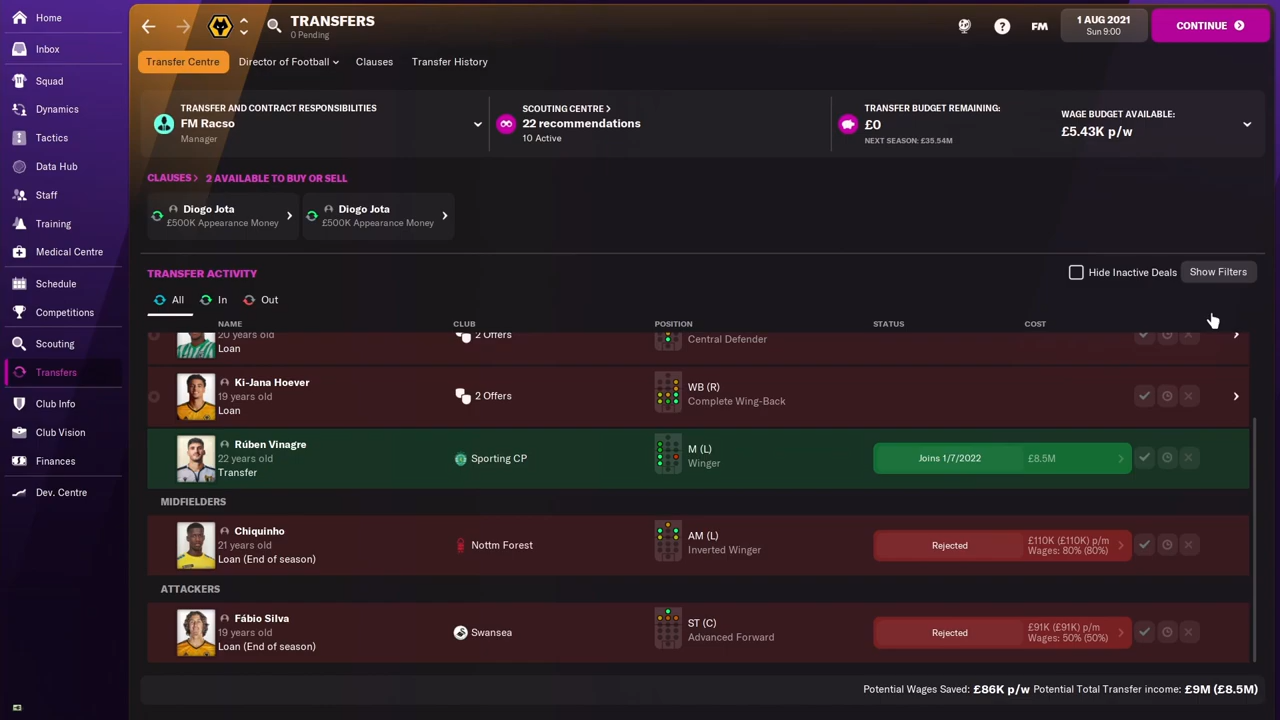 Home
Inbox
Squad
Dynamics
Tactics
Data Hub
Staff
Training
Medical Centre
Schedule
Competitions
Scouting
Transfers
Club Info
Club Vision
Finances
Dev. Centre
TRANSFERS
0 Pending
?
FM
1 AUG 2021
Sun 9:00
CONTINUE
Transfer Centre
Director of Football
Clauses
Transfer History
TRANSFER AND CONTRACT RESPONSIBILITIES
FM Racso
Manager
SCOUTING CENTRE >
22 recommendations
10 Active
TRANSFER BUDGET REMAINING:
£0
NEXT SEASON: £35.54M
WAGE BUDGET AVAILABLE:
£5.43K p/w
CLAUSES > 2 AVAILABLE TO BUY OR SELL
Diogo Jota
£500K Appearance Money
Diogo Jota
£500K Appearance Money
TRANSFER ACTIVITY
Hide Inactive Deals
Show Filters
All
In
Out
NAME CLUB POSITION STATUS COST
20 years old
Loan
2 Offers
Central Defender
Ki-Jana Hoever
19 years old
Loan
2 Offers
WB (R)
Complete Wing-Back
Rúben Vinagre
22 years old
Transfer
Sporting CP
M (L)
Winger
Joins 1/7/2022
£8.5M
MIDFIELDERS
Chiquinho
21 years old
Loan (End of season)
Nottm Forest
AM (L)
Inverted Winger
Rejected
£110K (£110K) p/m
Wages: 80% (80%)
ATTACKERS
Fábio Silva
19 years old
Loan (End of season)
Swansea
ST (C)
Advanced Forward
Rejected
£91K (£91K) p/m
Wages: 50% (50%)
Potential Wages Saved: £86K p/w Potential Total Transfer income: £9M (£8.5M)